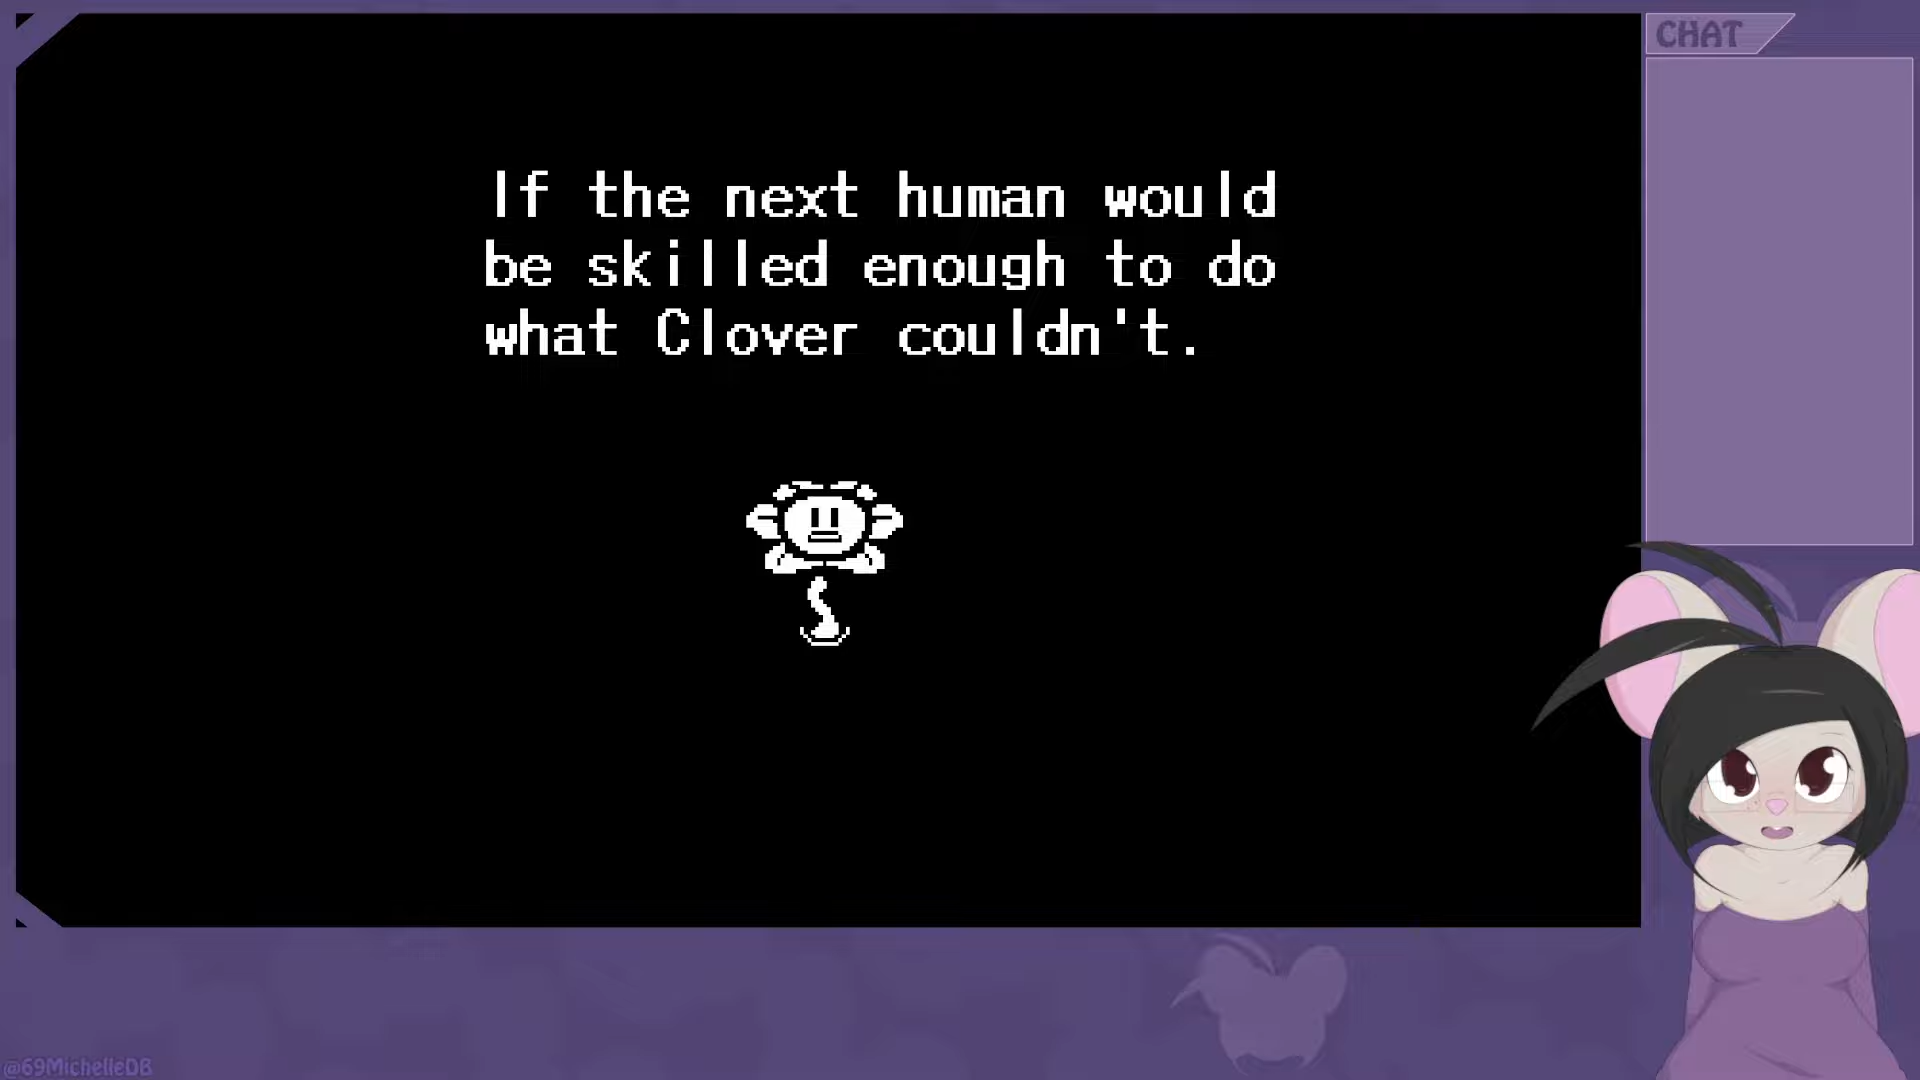 CHAT
If the next human would
be skilled enough to do
what Clover couldn't.
@69MichelleDB